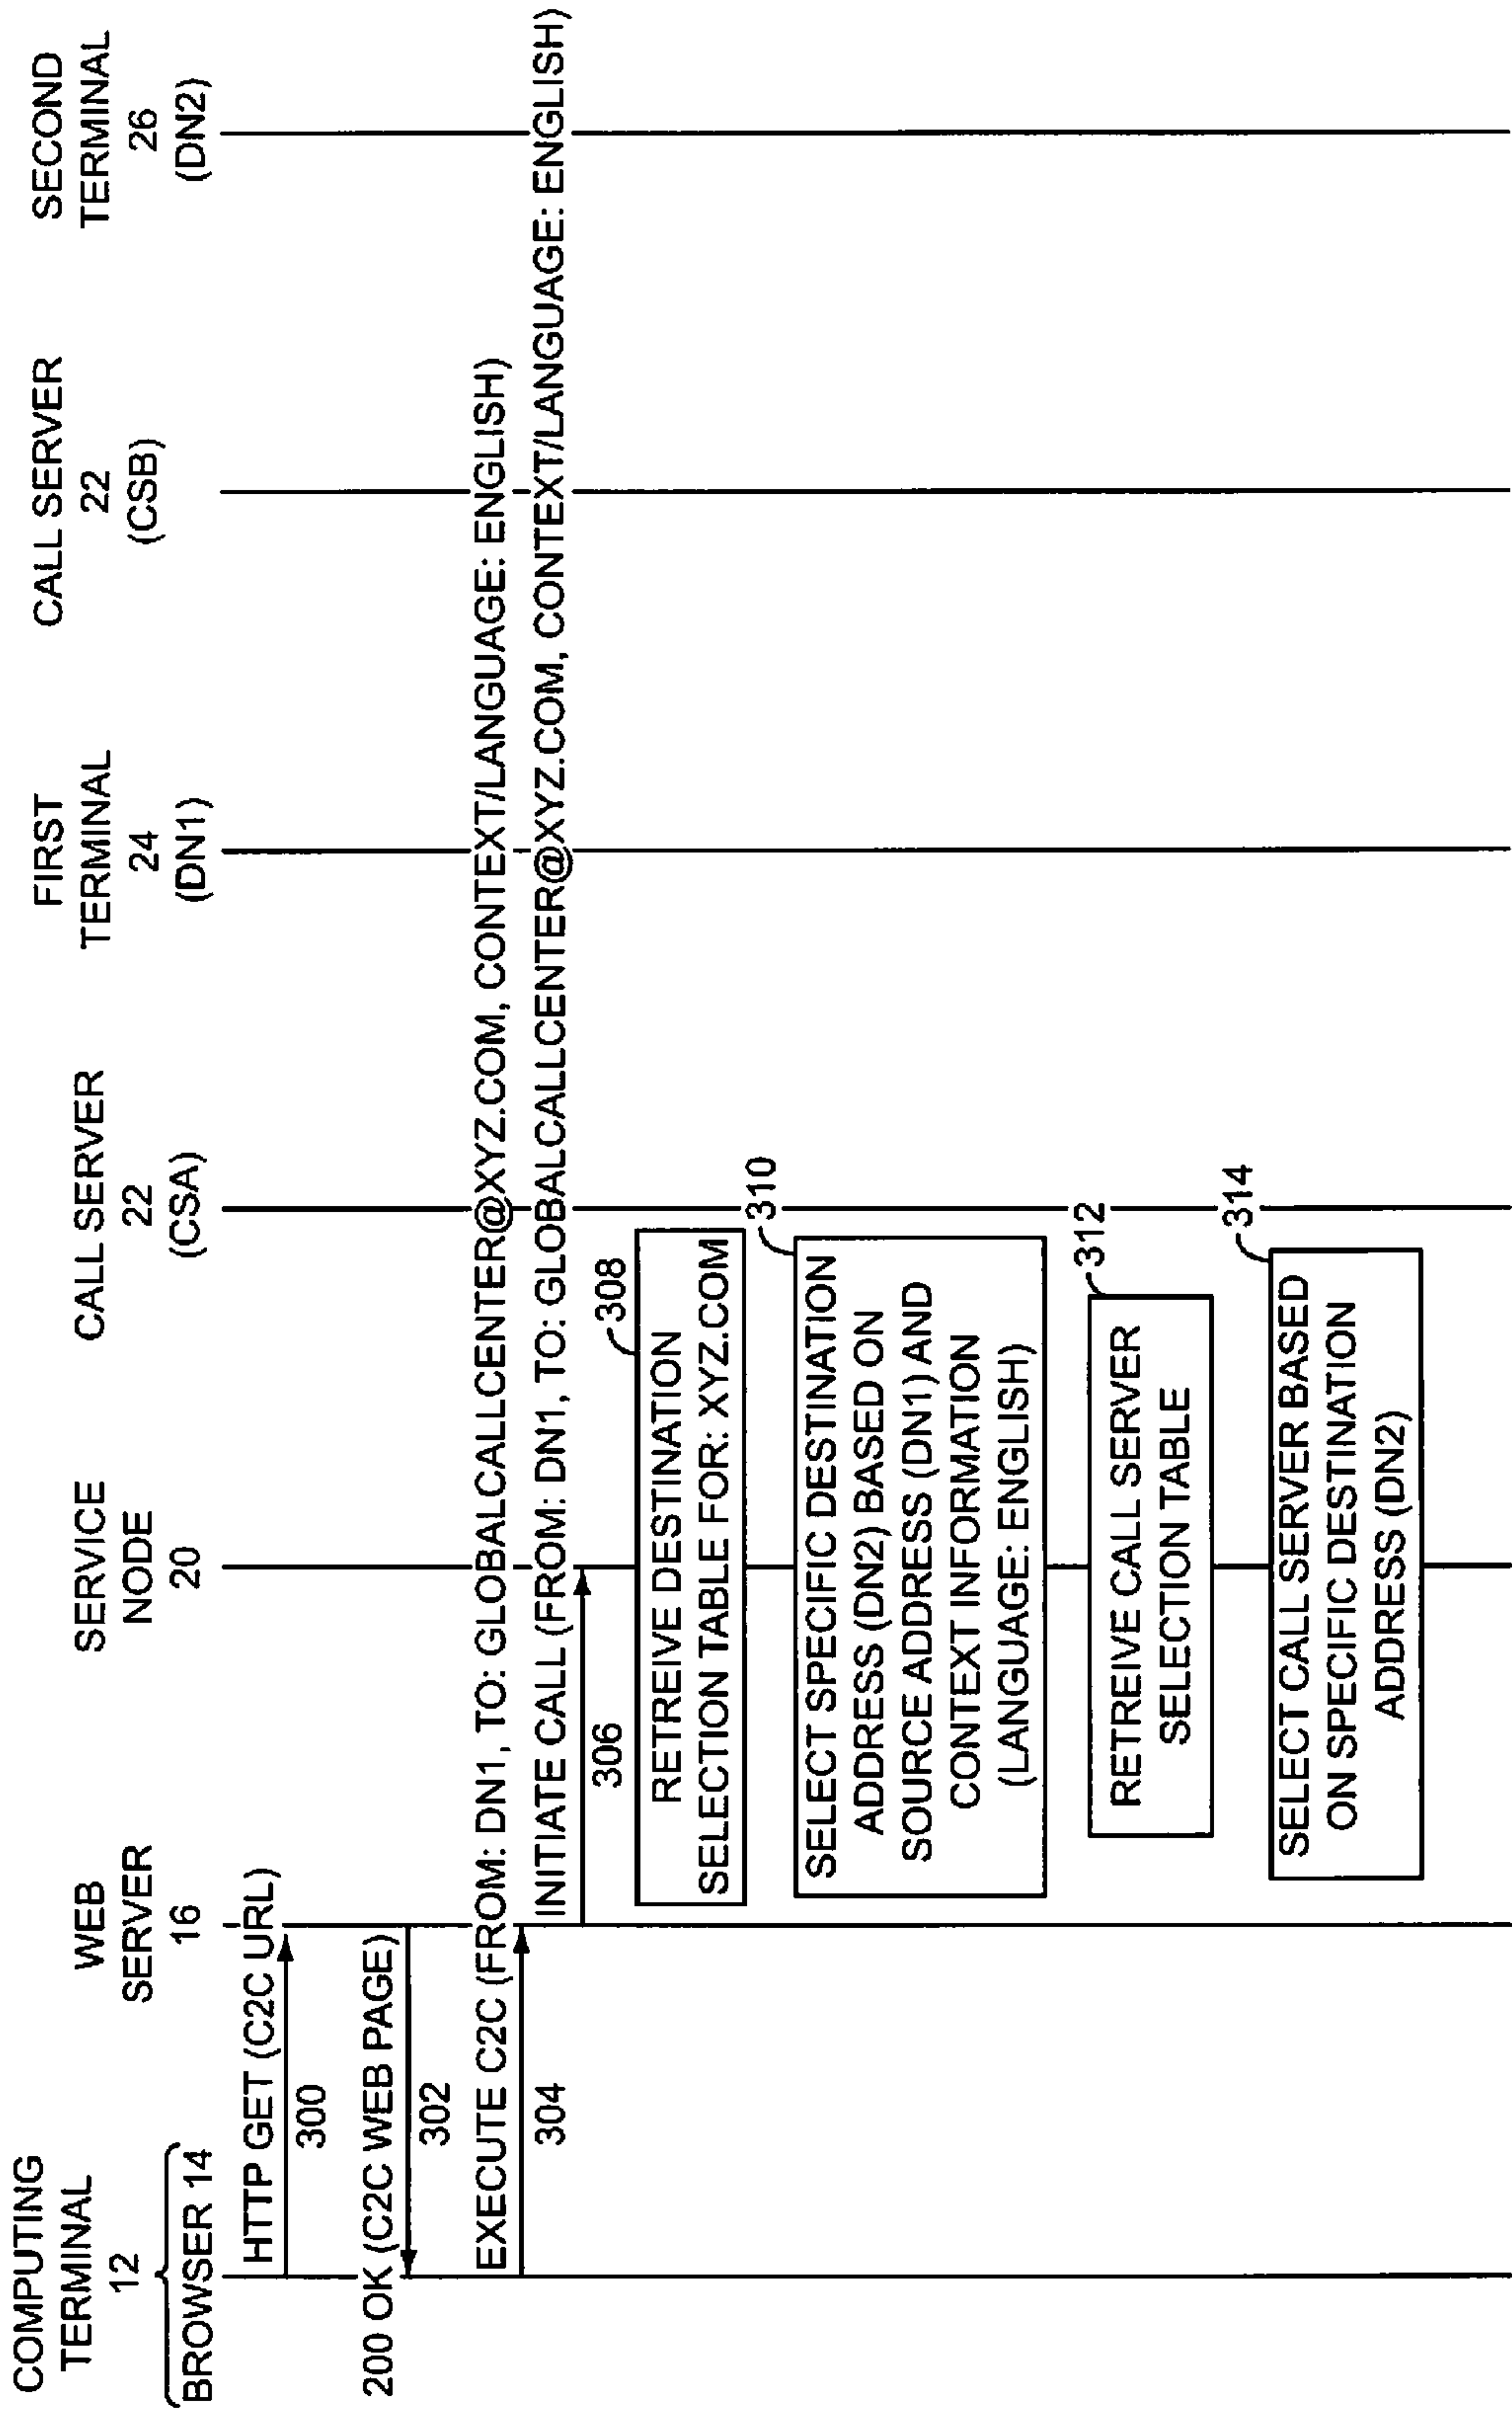 COMPUTING
TERMINAL
12
BROWSER 14
WEB
SERVER
16
SERVICE
NODE
20
CALL SERVER
22
(CSA)
FIRST
TERMINAL
24
(DN1)
CALL SERVER
22
(CSB)
SECOND
TERMINAL
26
(DN2)
HTTP GET (C2C URL)
300
200 OK (C2C WEB PAGE)
302
EXECUTE C2C (FROM: DN1, TO: GLOBALCALLCENTER@XYZ.COM, CONTEXT/LANGUAGE: ENGLISH)
304
INITIATE CALL (FROM: DN1, TO: GLOBALCALLCENTER@XYZ.COM, CONTEXT/LANGUAGE: ENGLISH)
306
308
RETREIVE DESTINATION
SELECTION TABLE FOR: XYZ.COM
310
SELECT SPECIFIC DESTINATION
ADDRESS (DN2) BASED ON
SOURCE ADDRESS (DN1) AND
CONTEXT INFORMATION
(LANGUAGE: ENGLISH)
312
RETREIVE CALL SERVER
SELECTION TABLE
314
SELECT CALL SERVER BASED
ON SPECIFIC DESTINATION
ADDRESS (DN2)